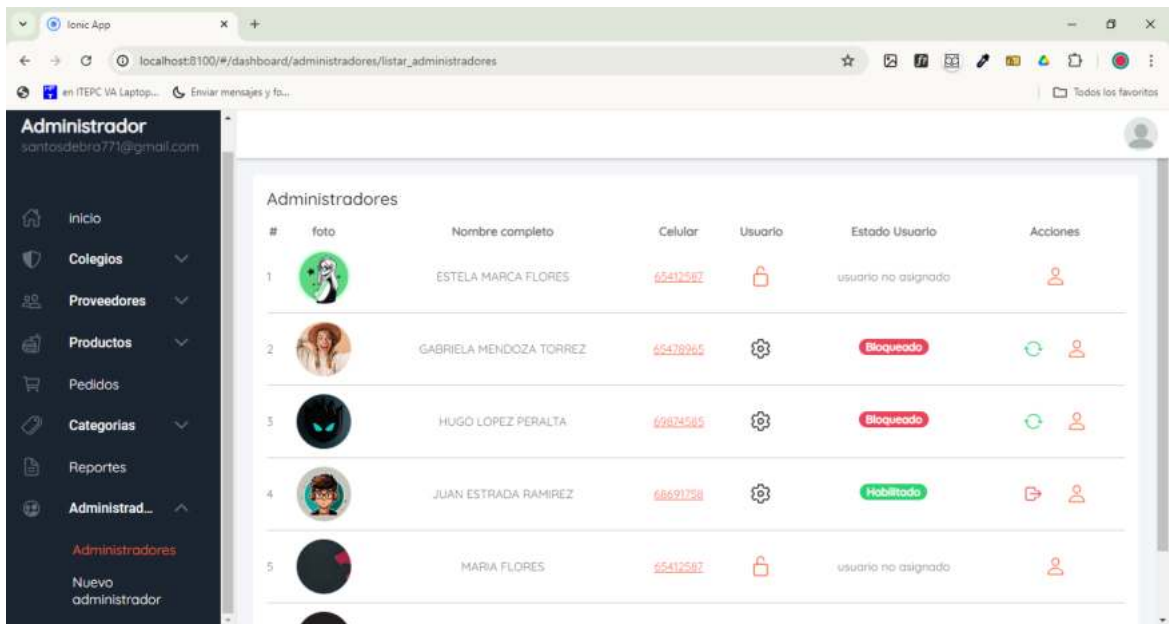 Ionic App
localhost:8100/#/dashboard/administradores/listar_administradores
en ITEPC VA Laptop... Enviar mensajes y fo... Todos los favoritos
Administrador
santosdebra771@gmail.com
Administradores
# foto Nombre completo Celular Usuario Estado Usuario Acciones
1 ESTELA MARCA FLORES 65412587 usuario no asignado
2 GABRIELA MENDOZA TORREZ 65478965 Bloqueado
3 HUGO LOPEZ PERALTA 69874585 Bloqueado
4 JUAN ESTRADA RAMIREZ 68691758 Habilitado
5 MARIA FLORES 65412587 usuario no asignado
Inicio
Colegios
Proveedores
Productos
Pedidos
Categorias
Reportes
Administrad...
Administradores
Nuevo
administrador